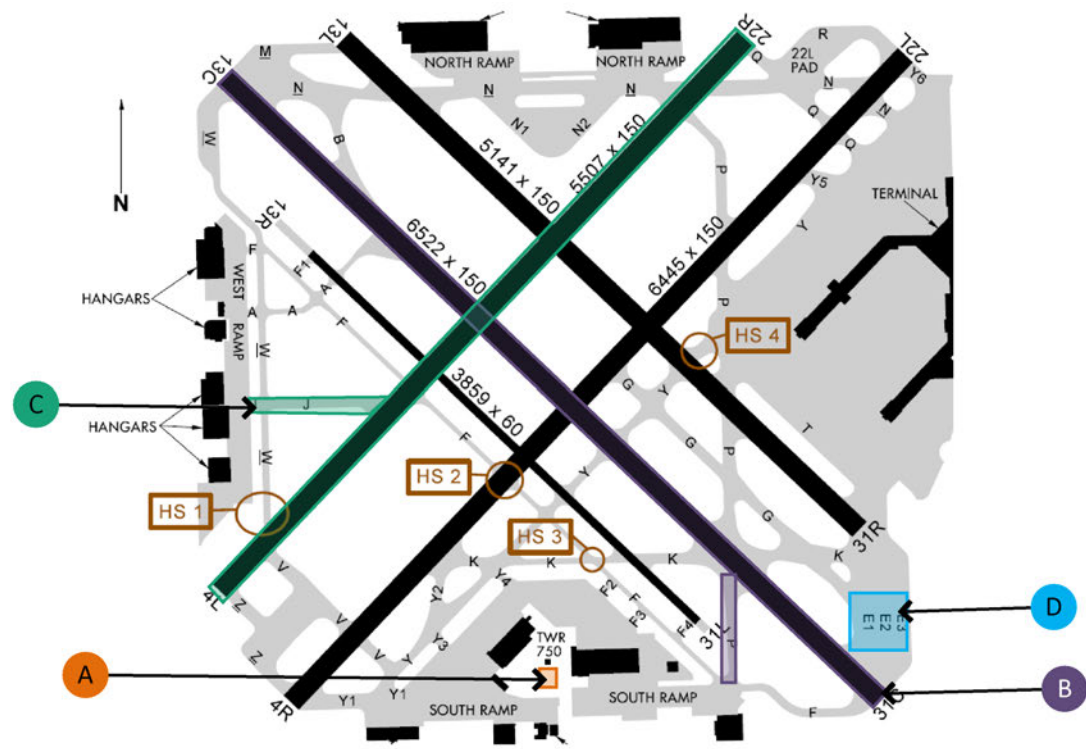 NORTH RAMP
NORTH RAMP
13L
22R
22L
R
22L
PAD
M
Q
13C
N
N
N
N
Y6
N
N1
N2
Q
Q
W
B
5141 x 150
5507 x 150
P
Y5
TERMINAL
13R
Y
F
F1
6522 x 150
6445 x 150
WEST
RAMP
A
HANGARS
A
A
F
P
HS 4
W
C
J
3859 x 60
G
Y
HANGARS
F
G
T
W
Y
P
G
HS 2
HS 1
G
HS 3
31R
V
K
K
K
K
Y4
4L
Z
Y2
F2
F
E3
E2
E1
D
V
F3
F4
31L
Z
V
Y
Y3
TWR
750
P
A
4R
Y1
Y1
SOUTH RAMP
SOUTH RAMP
31C
B
F
N